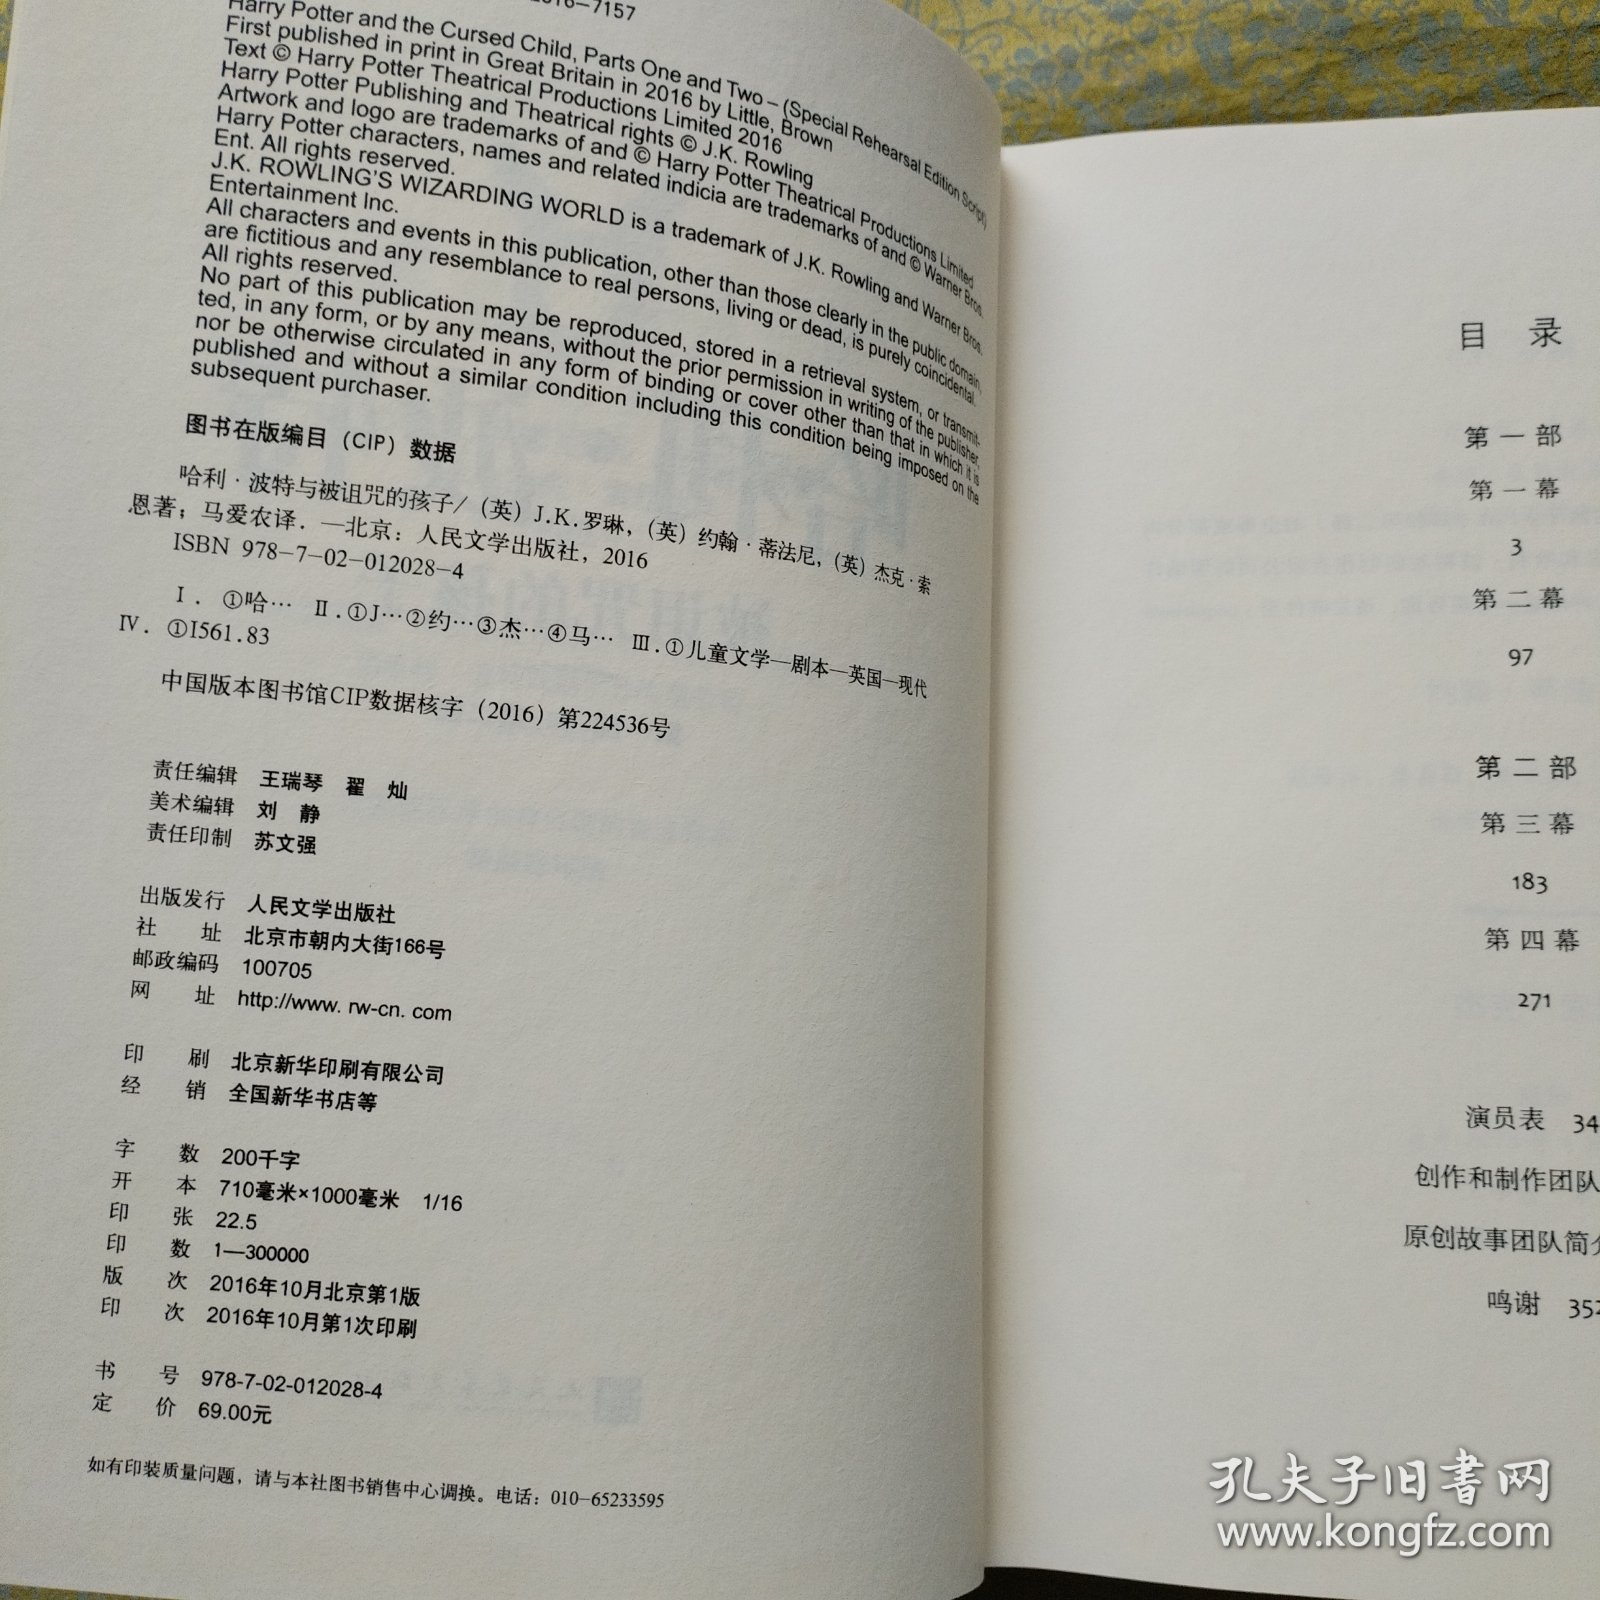 2016-7157
Harry Potter and the Cursed Child, Parts One and Two – (Special Rehearsal Edition Script)
First published in print in Great Britain in 2016 by Little, Brown
Text © Harry Potter Theatrical Productions Limited 2016
Harry Potter Publishing and Theatrical rights © J.K. Rowling
Artwork and logo are trademarks of and © Harry Potter Theatrical Productions Limited
Harry Potter characters, names and related indicia are trademarks of and © Warner Bros.
Ent. All rights reserved.
J.K. ROWLING'S WIZARDING WORLD is a trademark of J.K. Rowling and Warner Bros.
Entertainment Inc.
All characters and events in this publication, other than those clearly in the public domain,
are fictitious and any resemblance to real persons, living or dead, is purely coincidental.
All rights reserved.
No part of this publication may be reproduced, stored in a retrieval system, or transmit-
ted, in any form, or by any means, without the prior permission in writing of the publisher,
nor be otherwise circulated in any form of binding or cover other than that in which it is
published and without a similar condition including this condition being imposed on the
subsequent purchaser.
图书在版编目（CIP）数据
哈利·波特与被诅咒的孩子/（英）J.K.罗琳，（英）约翰·蒂法尼，（英）杰克·索
恩著；马爱农译．—北京：人民文学出版社，2016
ISBN 978-7-02-012028-4
Ⅰ．①哈… Ⅱ．①J…②约…③杰…④马… Ⅲ．①儿童文学—剧本—英国—现代
Ⅳ．①I561.83
中国版本图书馆CIP数据核字（2016）第224536号
责任编辑 王瑞琴 翟 灿
美术编辑 刘 静
责任印制 苏文强
出版发行 人民文学出版社
社 址 北京市朝内大街166号
邮政编码 100705
网 址 http://www. rw-cn. com
印 刷 北京新华印刷有限公司
经 销 全国新华书店等
字 数 200千字
开 本 710毫米×1000毫米 1/16
印 张 22.5
印 数 1—300000
版 次 2016年10月北京第1版
印 次 2016年10月第1次印刷
书 号 978-7-02-012028-4
定 价 69.00元
如有印装质量问题，请与本社图书销售中心调换。电话：010-65233595
目 录
第一部
第一幕
3
第二幕
97
第二部
第三幕
183
第四幕
271
演员表 34
创作和制作团队
原创故事团队简介
鸣谢 352
孔夫子旧书网
www.kongfz.com